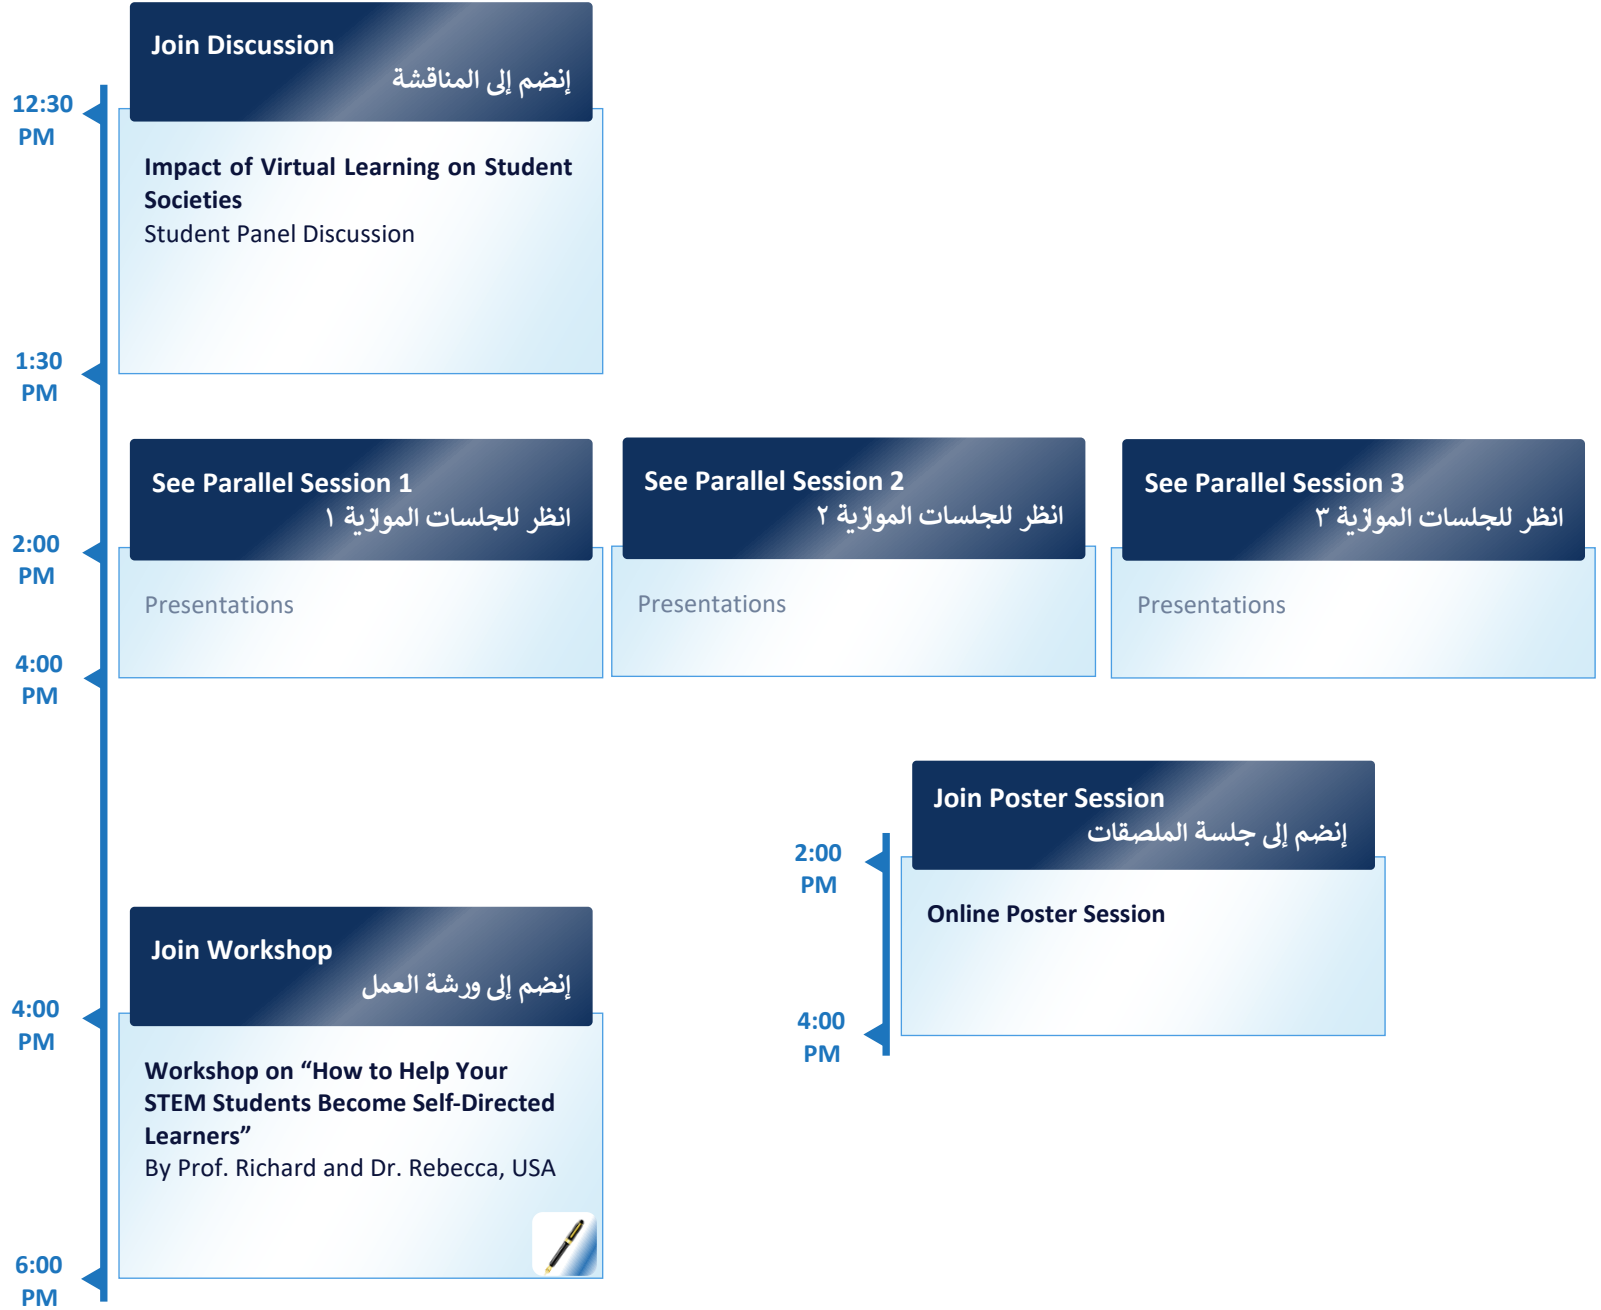 Join Discussion
إنضم إلى المناقشة
12:30
PM
Impact of Virtual Learning on Student
Societies
Student Panel Discussion
1:30
PM
See Parallel Session 1
انظر للجلسات الموازية ١
See Parallel Session 2
انظر للجلسات الموازية ٢
See Parallel Session 3
انظر للجلسات الموازية ٣
2:00
PM
Presentations
Presentations
Presentations
4:00
PM
Join Poster Session
إنضم إلى جلسة الملصقات
2:00
PM
Online Poster Session
4:00
PM
Join Workshop
إنضم إلى ورشة العمل
4:00
PM
Workshop on “How to Help Your
STEM Students Become Self-Directed
Learners”
By Prof. Richard and Dr. Rebecca, USA
6:00
PM